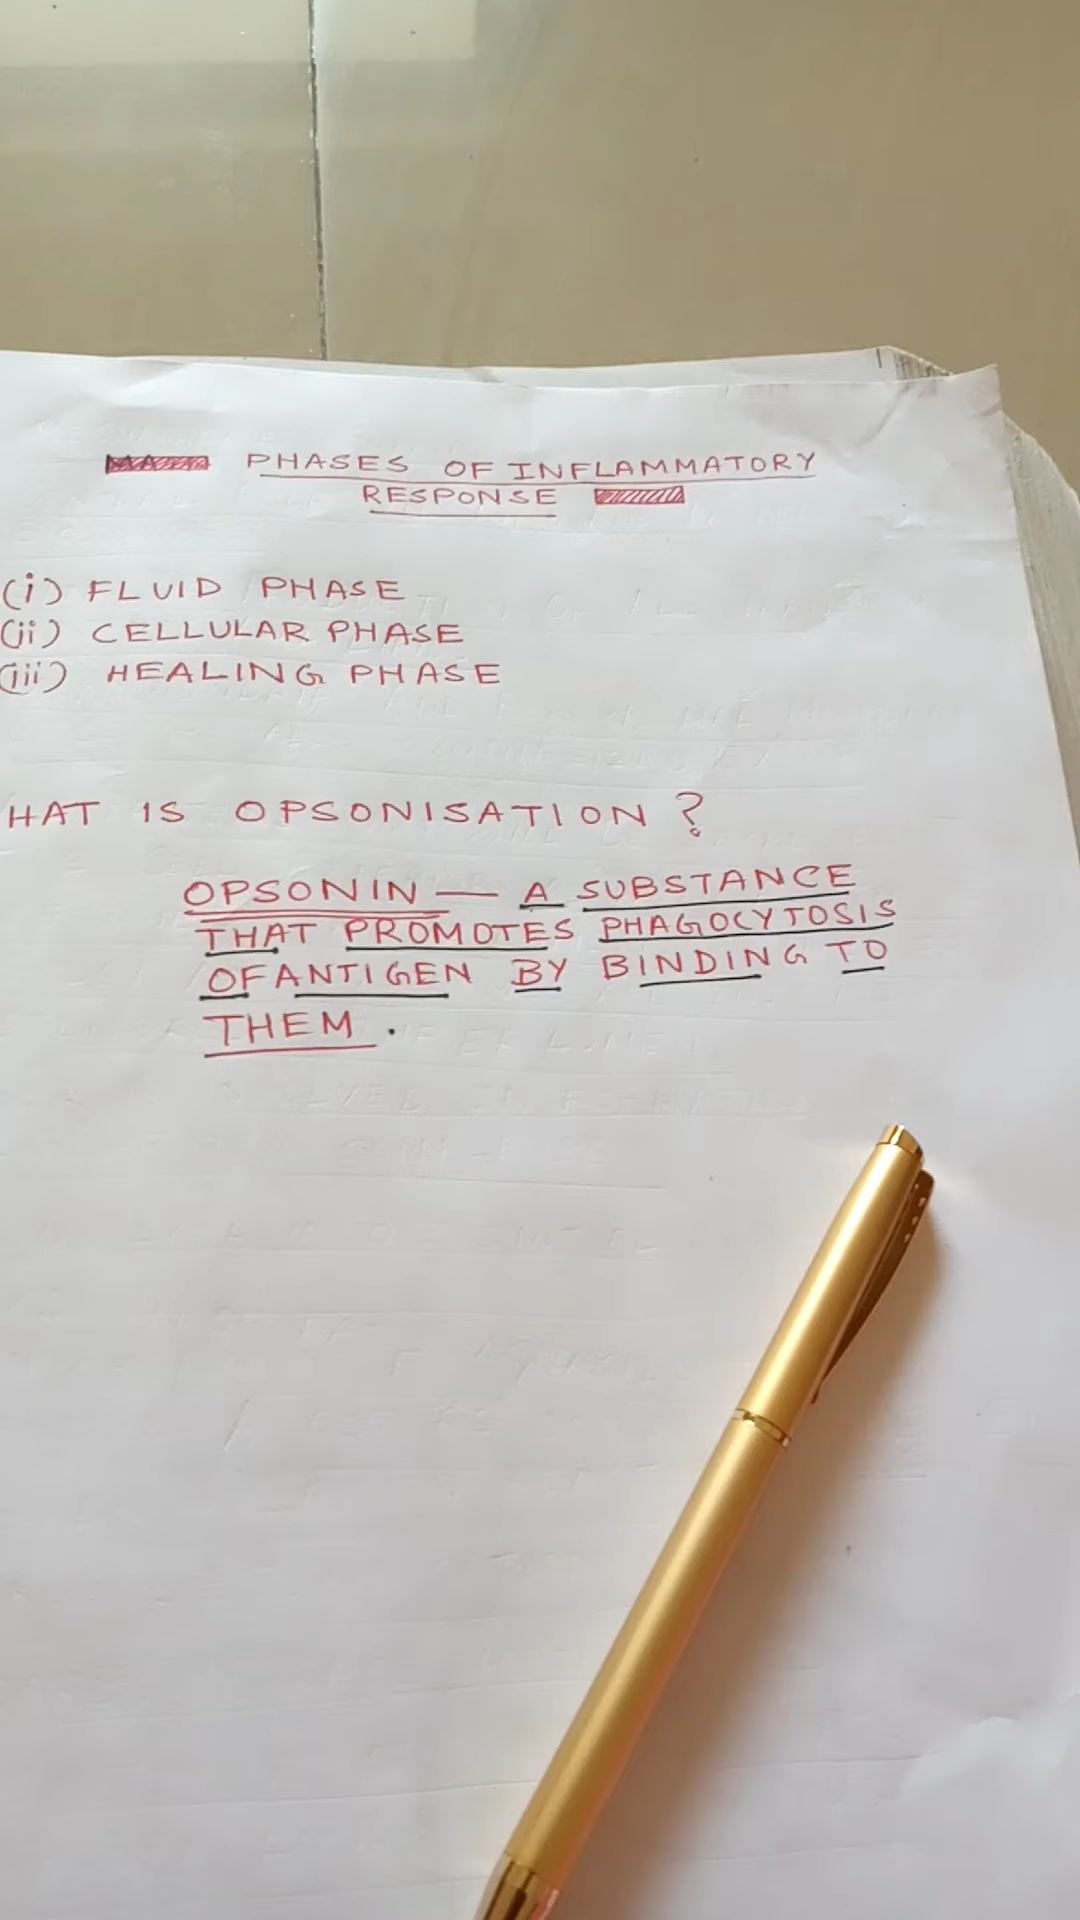 PHASES OF INFLAMMATORY
RESPONSE
(i) FLUID PHASE
(ii) CELLULAR PHASE
(iii) HEALING PHASE
HAT IS OPSONISATION ?
OPSONIN — A SUBSTANCE
THAT PROMOTES PHAGOCYTOSIS
OF ANTIGEN BY BINDING TO
THEM .